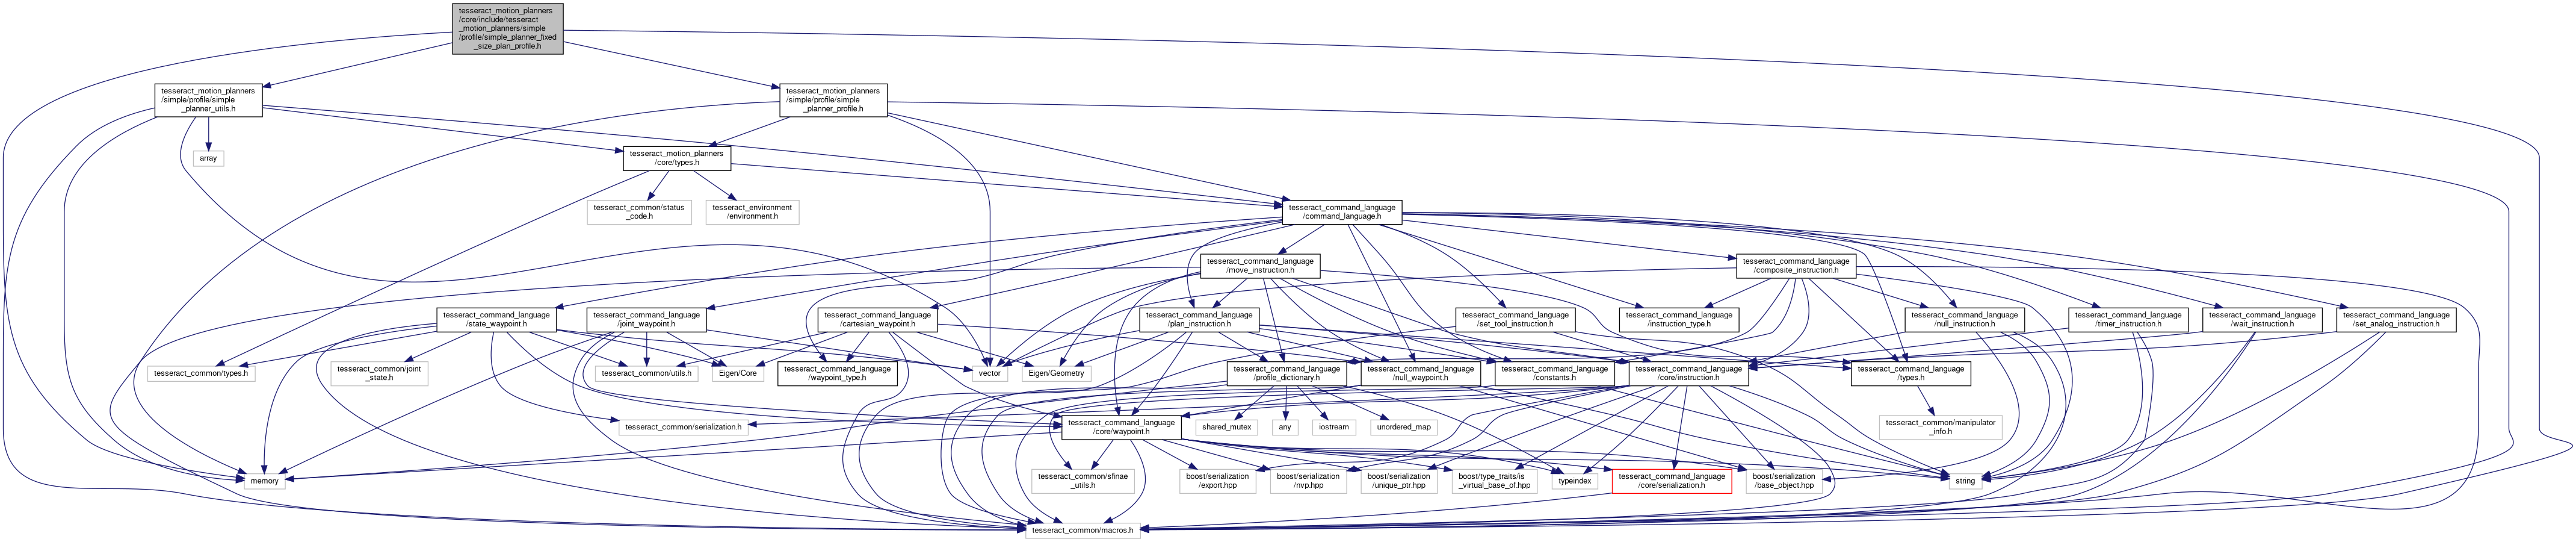 tesseract_motion_planners
/core/include/tesseract
_motion_planners/simple
/profile/simple_planner_fixed
_size_plan_profile.h
tesseract_motion_planners
/simple/profile/simple
_planner_utils.h
tesseract_motion_planners
/simple/profile/simple
_planner_profile.h
array
tesseract_motion_planners
/core/types.h
tesseract_common/status
_code.h
tesseract_environment
/environment.h
tesseract_command_language
/command_language.h
tesseract_command_language
/move_instruction.h
tesseract_command_language
/composite_instruction.h
tesseract_command_language
/state_waypoint.h
tesseract_command_language
/joint_waypoint.h
tesseract_command_language
/cartesian_waypoint.h
tesseract_command_language
/plan_instruction.h
tesseract_command_language
/set_tool_instruction.h
tesseract_command_language
/instruction_type.h
tesseract_command_language
/null_instruction.h
tesseract_command_language
/timer_instruction.h
tesseract_command_language
/wait_instruction.h
tesseract_command_language
/set_analog_instruction.h
tesseract_common/types.h
tesseract_common/joint
_state.h
tesseract_common/utils.h
Eigen/Core
tesseract_command_language
/waypoint_type.h
vector
Eigen/Geometry
tesseract_command_language
/profile_dictionary.h
tesseract_command_language
/null_waypoint.h
tesseract_command_language
/constants.h
tesseract_command_language
/core/instruction.h
tesseract_command_language
/types.h
tesseract_common/serialization.h
tesseract_command_language
/core/waypoint.h
shared_mutex
any
iostream
unordered_map
tesseract_common/manipulator
_info.h
memory
tesseract_common/sfinae
_utils.h
boost/serialization
/export.hpp
boost/serialization
/nvp.hpp
boost/serialization
/unique_ptr.hpp
boost/type_traits/is
_virtual_base_of.hpp
typeindex
tesseract_command_language
/core/serialization.h
boost/serialization
/base_object.hpp
string
tesseract_common/macros.h